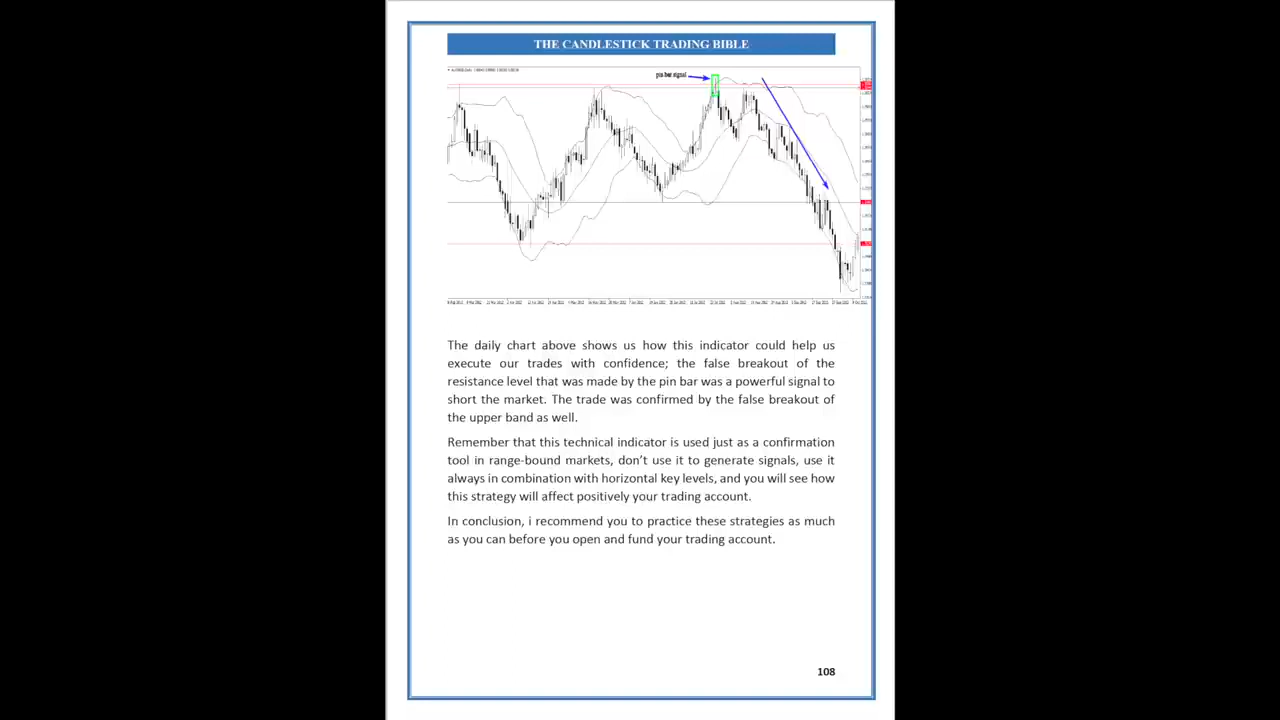 THE CANDLESTICK TRADING BIBLE
pin bar signal
The daily chart above shows us how this indicator could help us
execute our trades with confidence; the false breakout of the
resistance level that was made by the pin bar was a powerful signal to
short the market. The trade was confirmed by the false breakout of
the upper band as well.
Remember that this technical indicator is used just as a confirmation
tool in range-bound markets, don’t use it to generate signals, use it
always in combination with horizontal key levels, and you will see how
this strategy will affect positively your trading account.
In conclusion, i recommend you to practice these strategies as much
as you can before you open and fund your trading account.
108